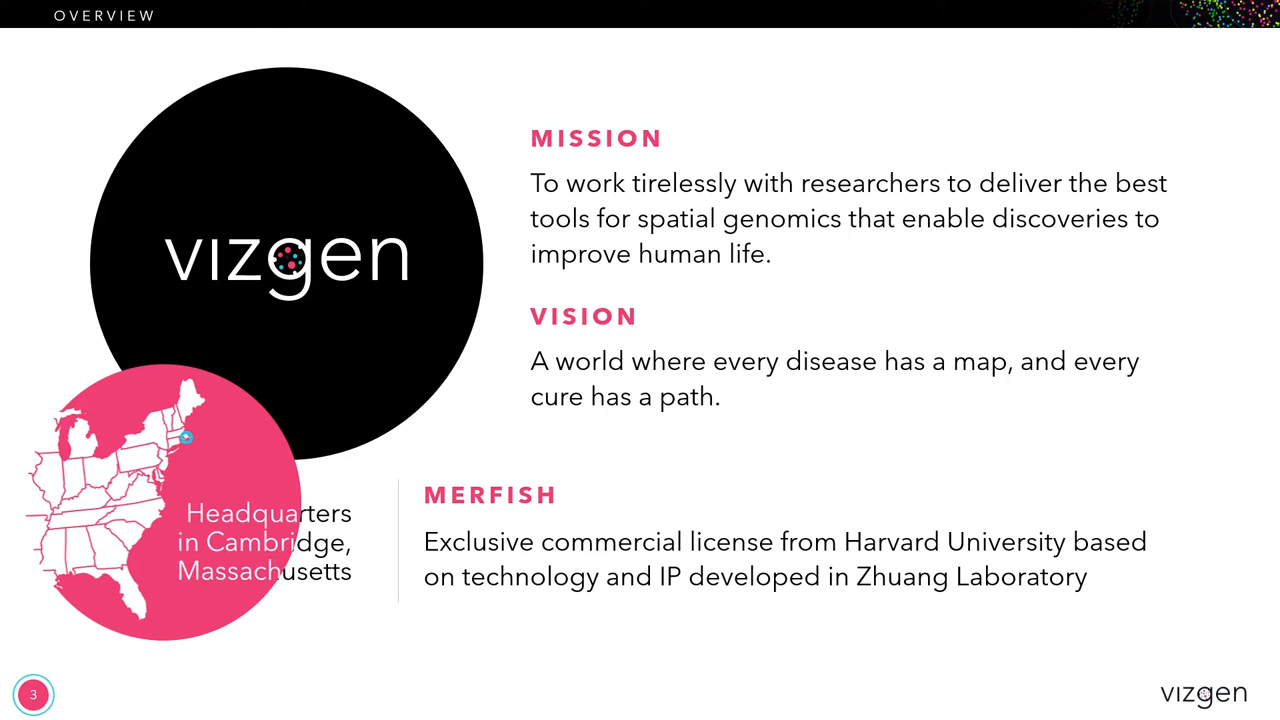 OVERVIEW
vizgen
MISSION
To work tirelessly with researchers to deliver the best
tools for spatial genomics that enable discoveries to
improve human life.
VISION
A world where every disease has a map, and every
cure has a path.
Headquarters
in Cambridge,
Massachusetts
MERFISH
Exclusive commercial license from Harvard University based
on technology and IP developed in Zhuang Laboratory
3
vizgen